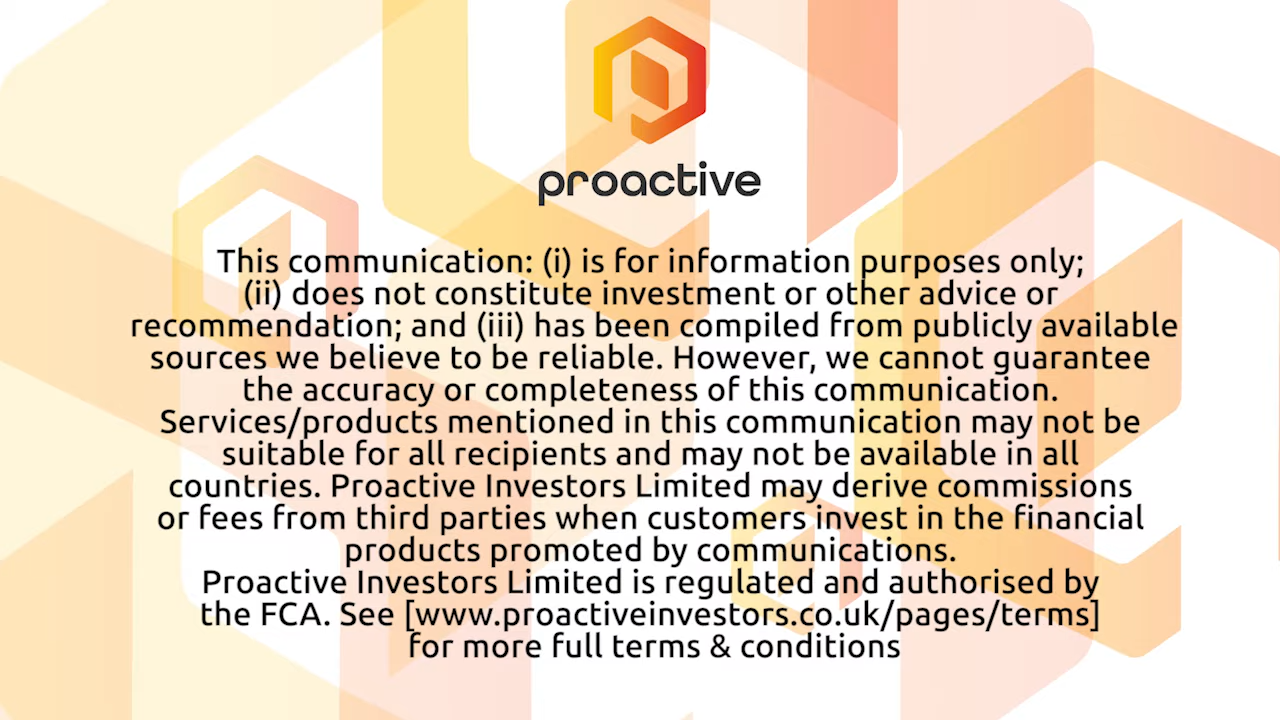 proactive
This communication: (i) is for information purposes only;
(ii) does not constitute investment or other advice or
recommendation; and (iii) has been compiled from publicly available
sources we believe to be reliable. However, we cannot guarantee
the accuracy or completeness of this communication.
Services/products mentioned in this communication may not be
suitable for all recipients and may not be available in all
countries. Proactive Investors Limited may derive commissions
or fees from third parties when customers invest in the financial
products promoted by communications.
Proactive Investors Limited is regulated and authorised by
the FCA. See [www.proactiveinvestors.co.uk/pages/terms]
for more full terms & conditions